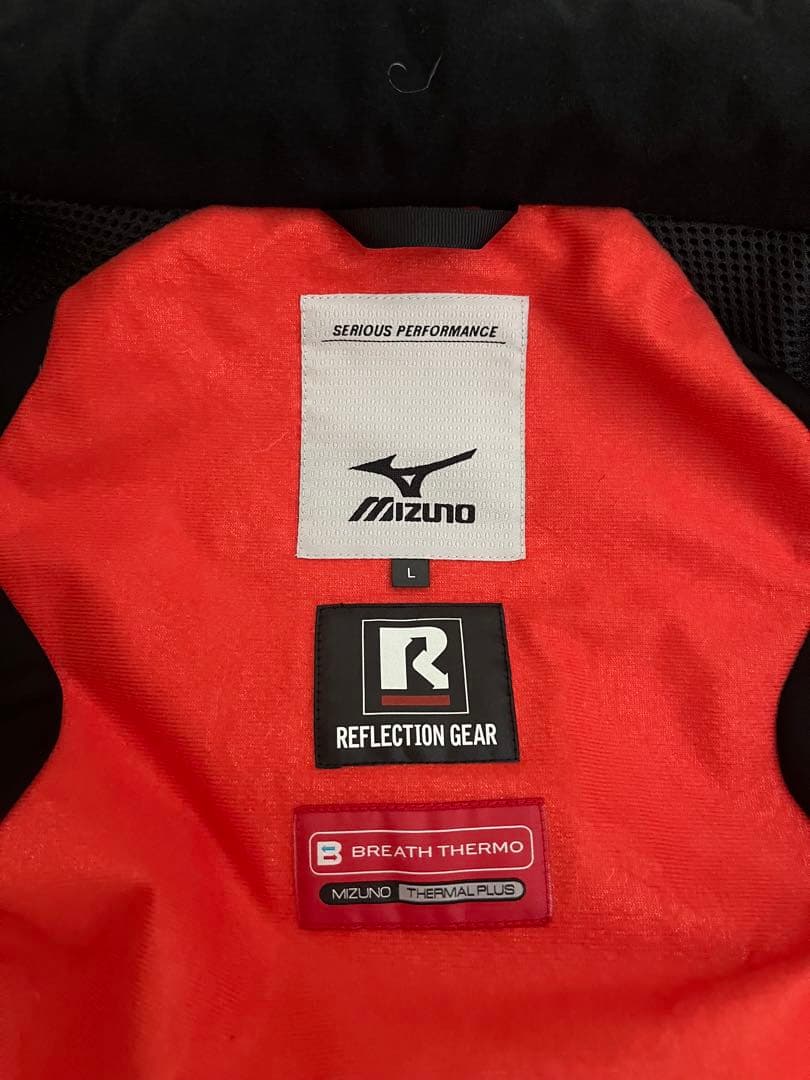 SERIOUS PERFORMANCE
MIZUNO
L
R
REFLECTION GEAR
B BREATH THERMO
MIZUNO THERMAL PLUS